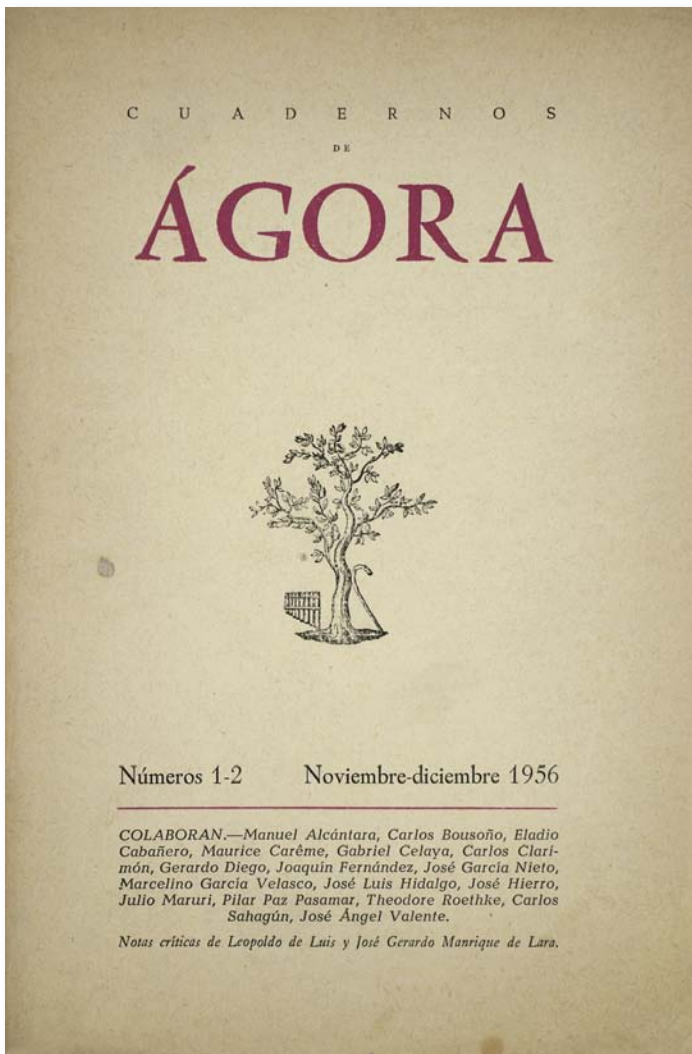 CUADERNOS
DE
ÁGORA
Números 1-2 Noviembre-diciembre 1956
COLABORAN.—Manuel Alcántara, Carlos Bousoño, Eladio
Cabañero, Maurice Carême, Gabriel Celaya, Carlos Clari-
món, Gerardo Diego, Joaquín Fernández, José García Nieto,
Marcelino García Velasco, José Luis Hidalgo, José Hierro,
Julio Maruri, Pilar Paz Pasamar, Theodore Roethke, Carlos
Sahagún, José Ángel Valente.
Notas críticas de Leopoldo de Luis y José Gerardo Manrique de Lara.